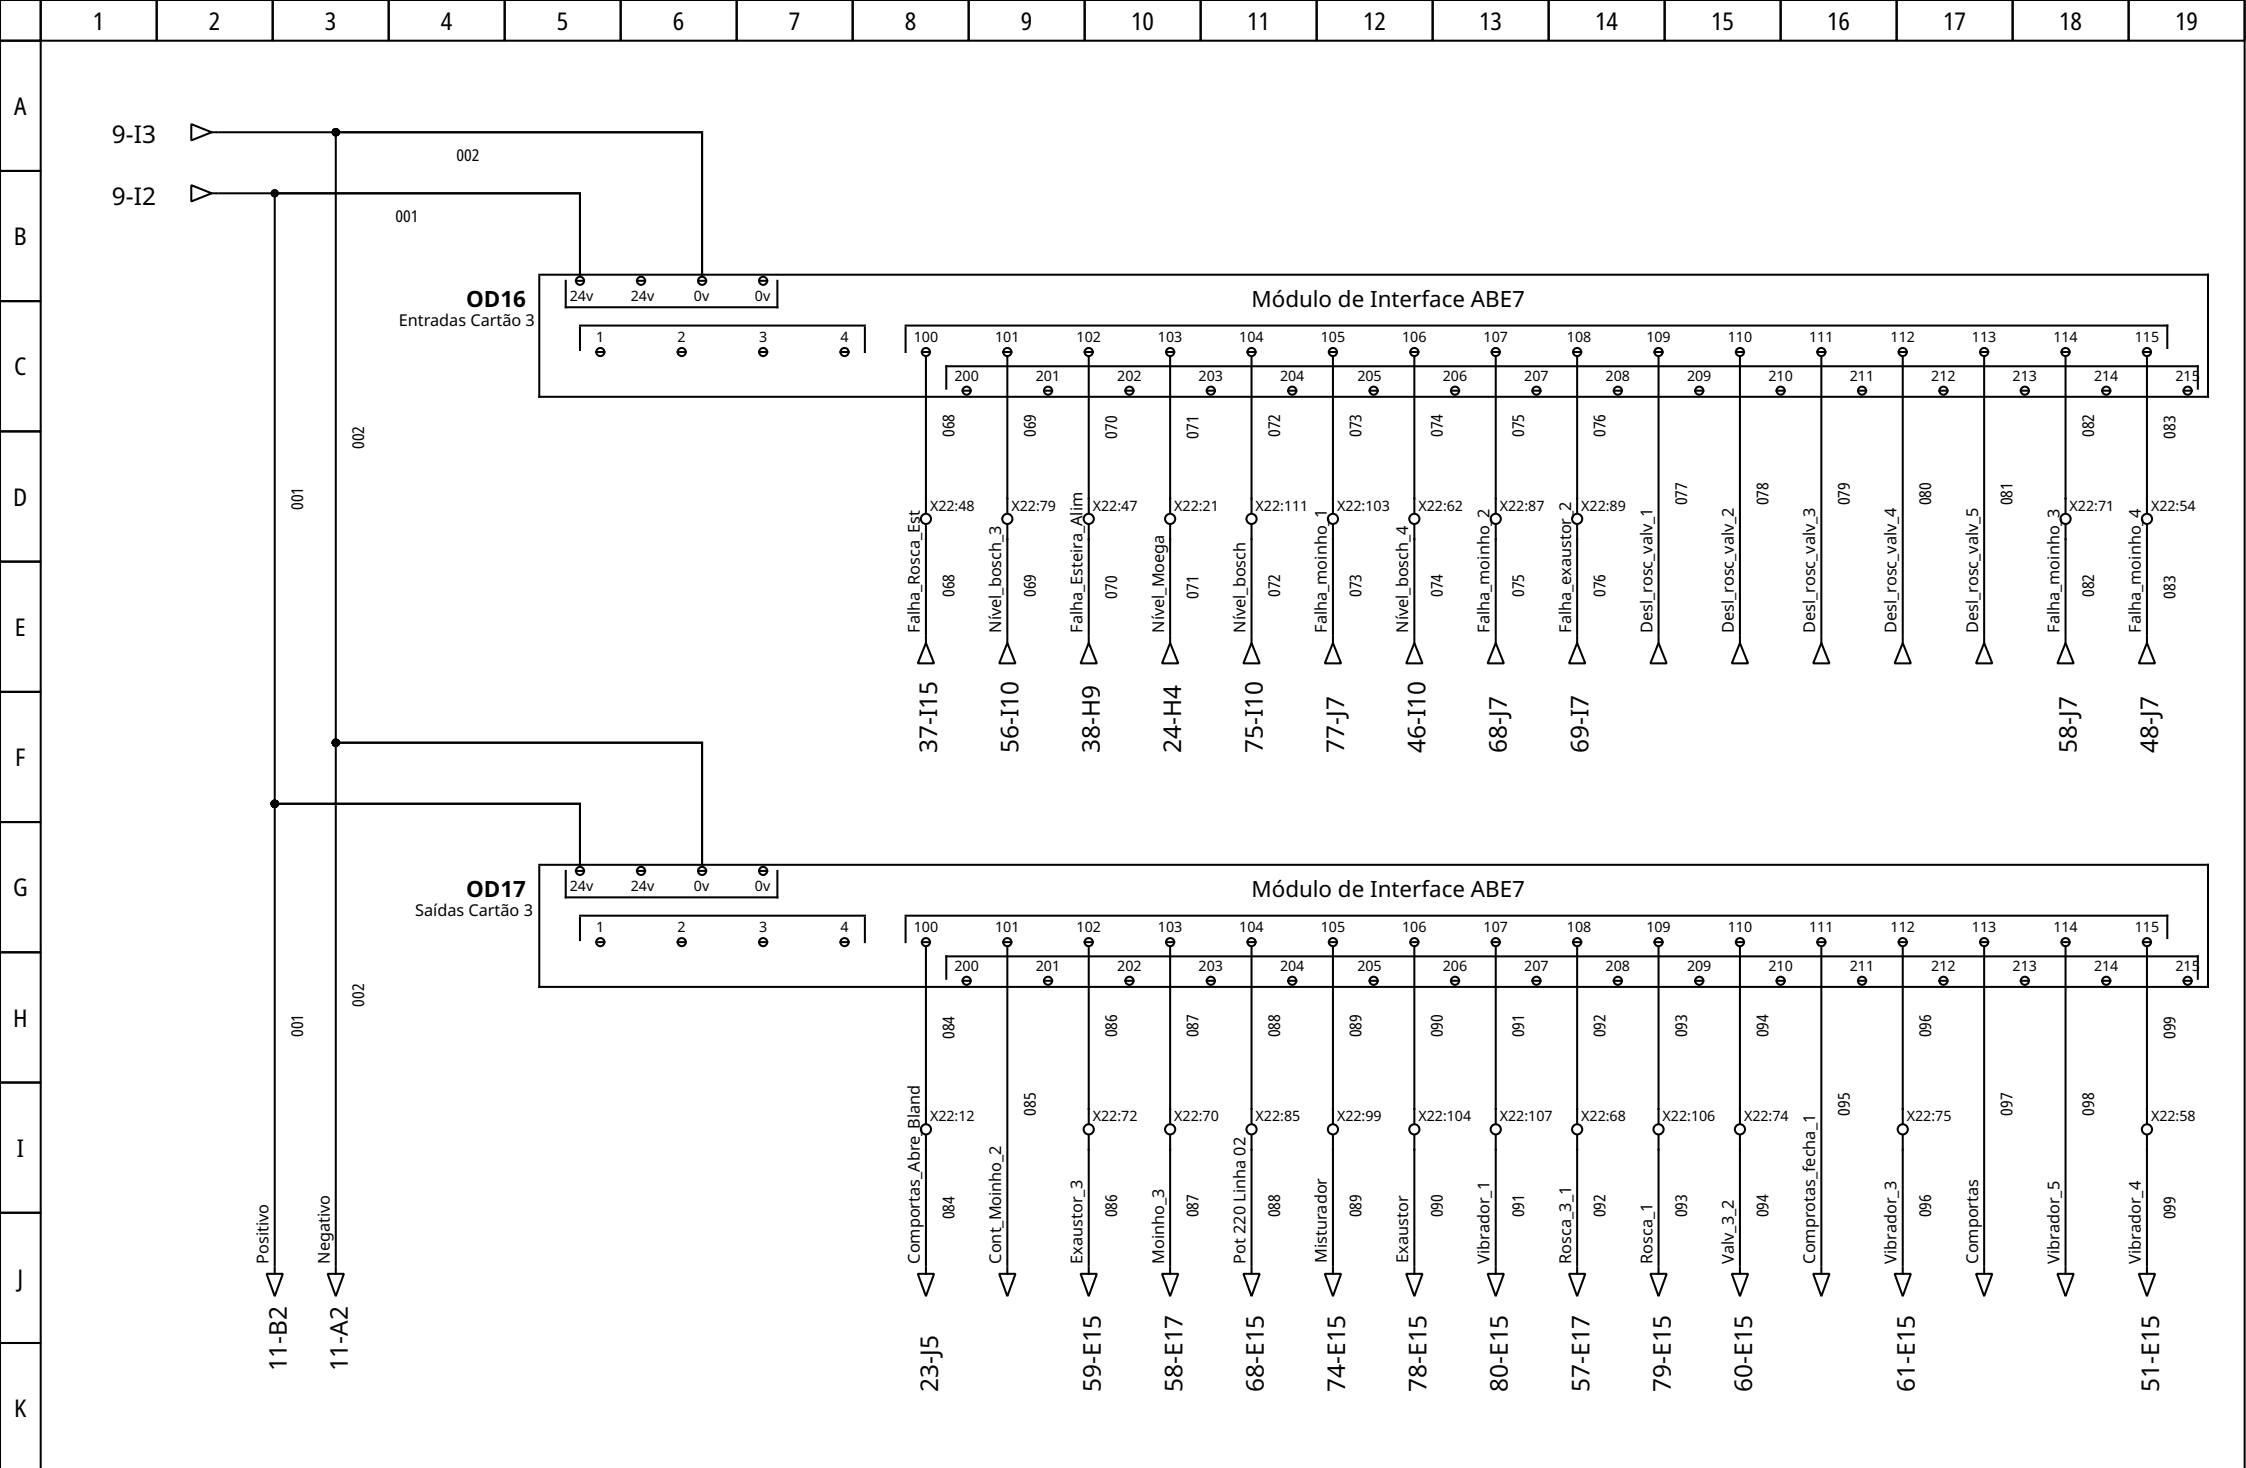 1 2 3 4 5 6 7 8 9 10 11 12 13 14 15 16 17 18 19
A
9-I3
002
9-I2
001
B
24v 24v 0v 0v
OD16
Entradas Cartão 3
Módulo de Interface ABE7
C
1 2 3 4 100 101 102 103 104 105 106 107 108 109 110 111 112 113 114 115
200 201 202 203 204 205 206 207 208 209 210 211 212 213 214 215
068 069 070 071 072 073 074 075 076 082 083
002
D
001
077 078 079 080 081
X22:48 X22:79 X22:47 X22:21 X22:111 X22:103 X22:62 X22:87 X22:89 X22:71 X22:54
Falha_Rosca_Est Nível_bosch_3 Falha_Esteira_Alim Nível_Moega Nível_bosch Falha_moinho_1 Nível_bosch_4 Falha_moinho_2 Falha_exaustor_2 Desl_rosc_valv_1 Desl_rosc_valv_2 Desl_rosc_valv_3 Desl_rosc_valv_4 Desl_rosc_valv_5 Falha_moinho_3 Falha_moinho_4
068 069 070 071 072 073 074 075 076 082 083
E
37-I15 56-I10 38-H9 24-H4 75-I10 77-J7 46-I10 68-J7 69-I7 58-J7 48-J7
F
24v 24v 0v 0v
G
OD17
Saídas Cartão 3
Módulo de Interface ABE7
1 2 3 4 100 101 102 103 104 105 106 107 108 109 110 111 112 113 114 115
200 201 202 203 204 205 206 207 208 209 210 211 212 213 214 215
002
H
001
084 086 087 088 089 090 091 092 093 094 096 099
085 095 097 098
X22:12 X22:72 X22:70 X22:85 X22:99 X22:104 X22:107 X22:68 X22:106 X22:74 X22:75 X22:58
I
084 086 087 088 089 090 091 092 093 094 096 099
Positivo Negativo Comportas_Abre_Bland Cont_Moinho_2 Exaustor_3 Moinho_3 Pot 220 Linha 02 Misturador Exaustor Vibrador_1 Rosca_3_1 Rosca_1 Valv_3_2 Comprotas_fecha_1 Vibrador_3 Comportas Vibrador_5 Vibrador_4
J
11-B2 11-A2 23-J5 59-E15 58-E17 68-E15 74-E15 78-E15 80-E15 57-E17 79-E15 60-E15 61-E15 51-E15
K